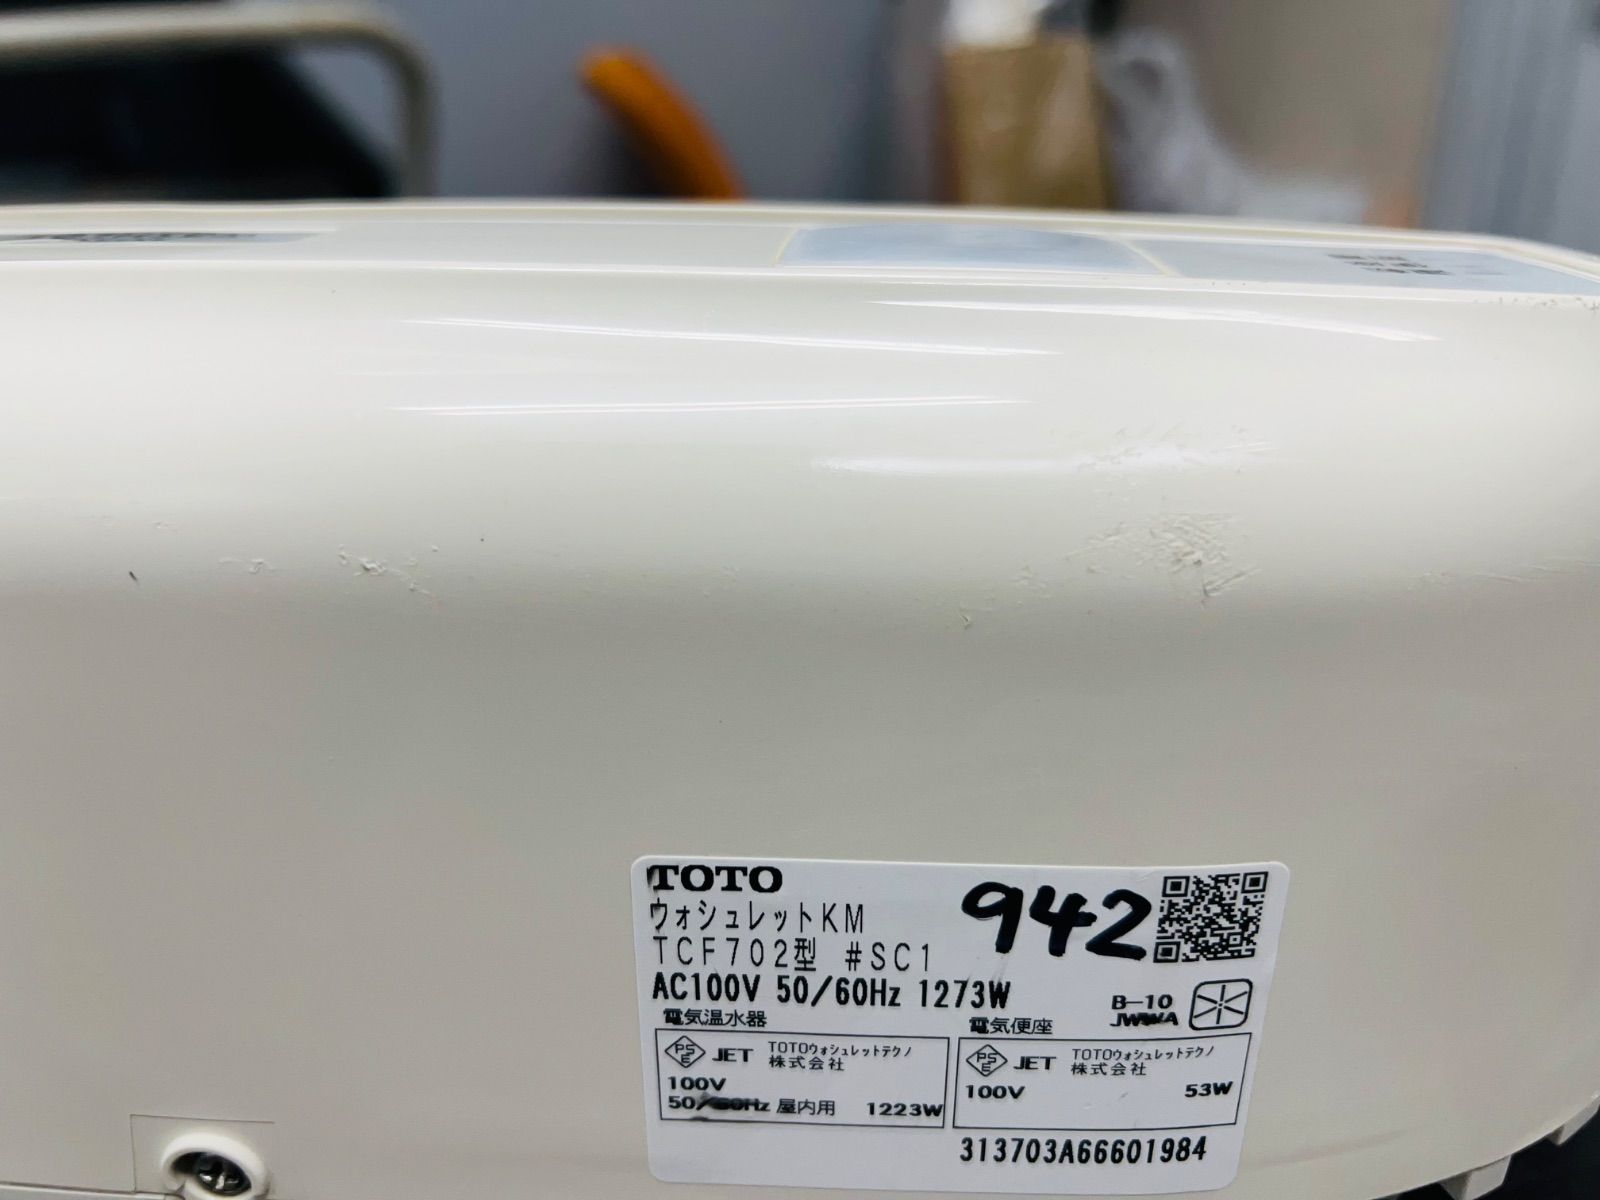 TOTO
942
ウォシュレットKM
TCF702型 #SC1
AC100V 50/60Hz 1273W
B-10
JWWA
電気温水器
電気便座
PSE JET TOTOウォシュレットテクノ
株式会社
100V
50/60Hz 屋内用 1223W
PSE JET TOTOウォシュレットテクノ
株式会社
100V 53W
313703A66601984